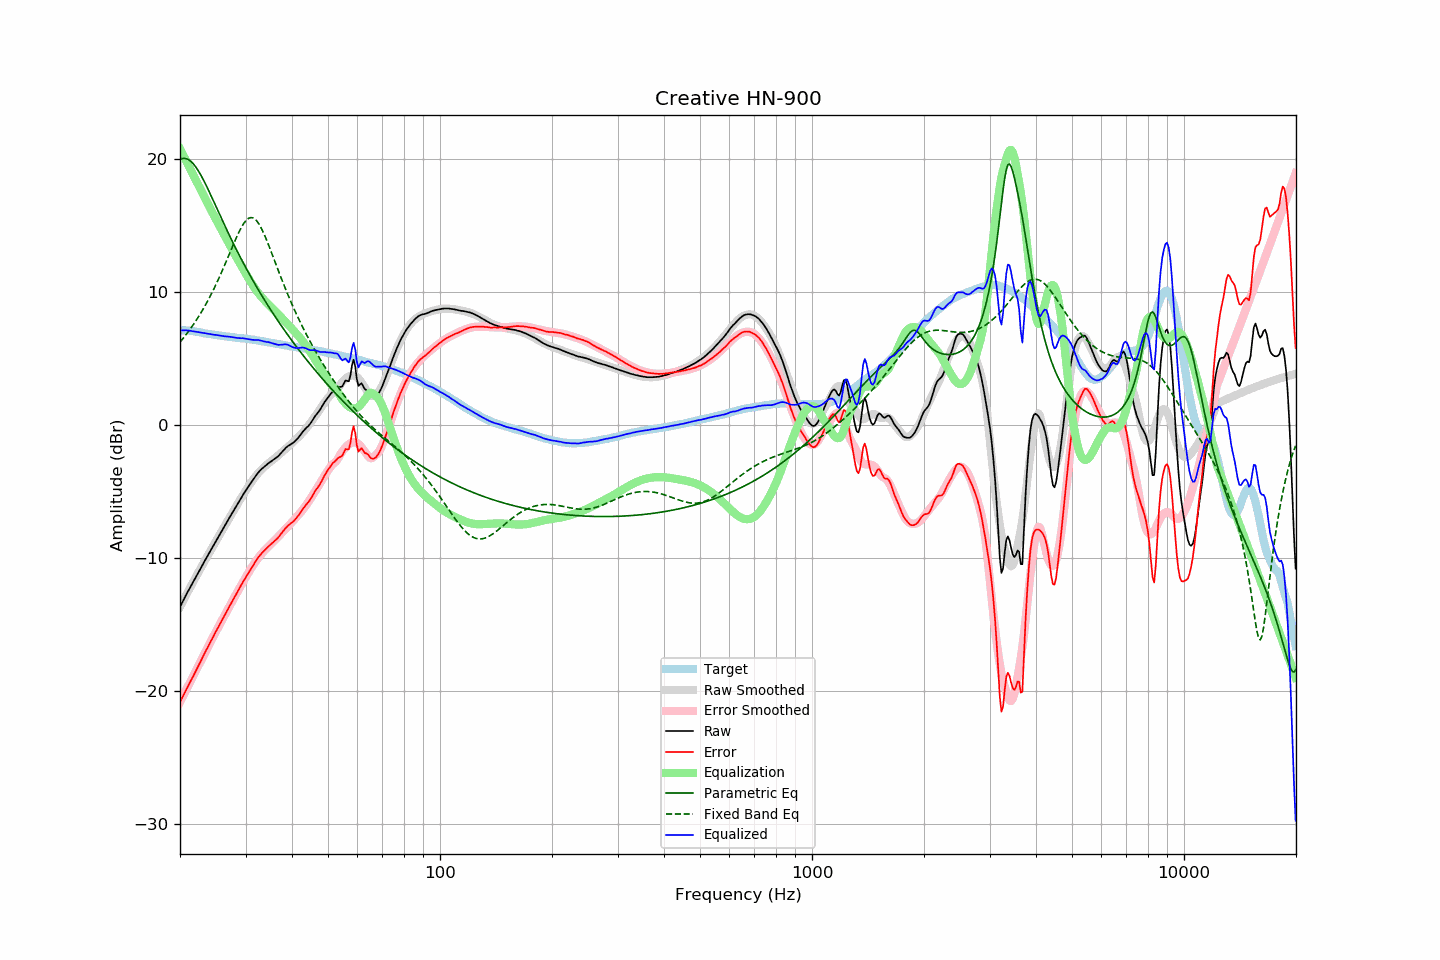 Creative HN-900
Amplitude (dBr)
20
10
0
−10
−20
−30
Target
Raw Smoothed
Error Smoothed
Raw
Error
Equalization
Parametric Eq
Fixed Band Eq
Equalized
100
1000
10000
Frequency (Hz)